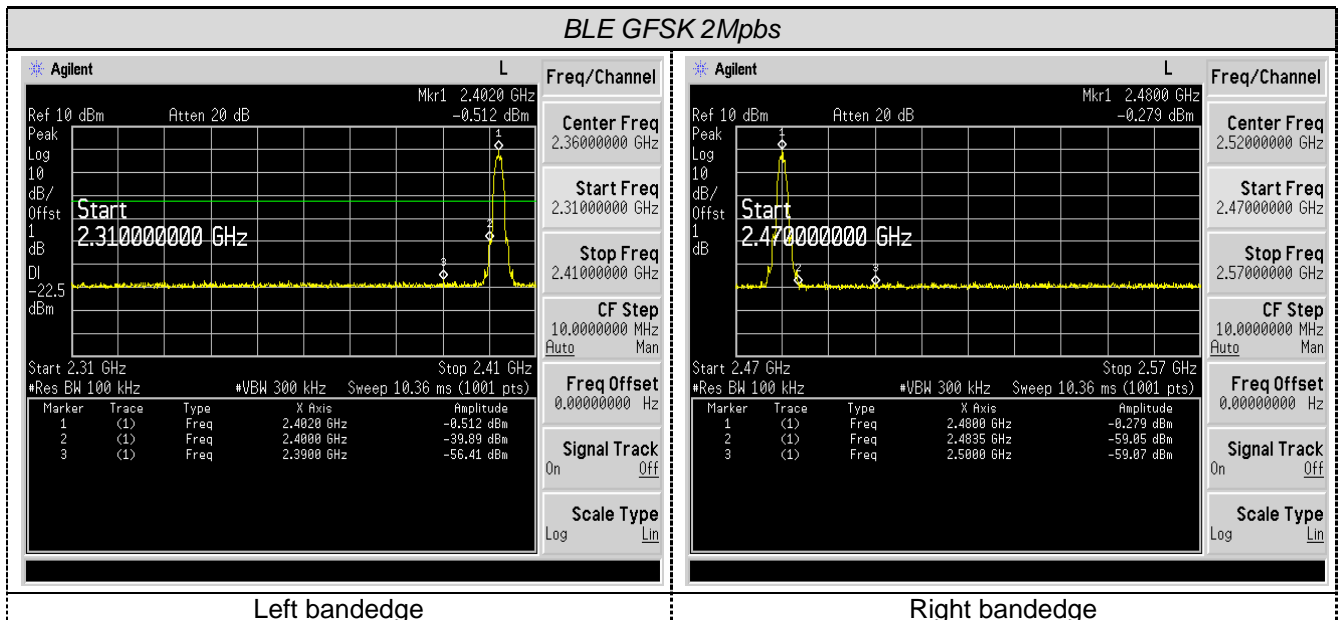 BLE GFSK 2Mpbs
Agilent L
Mkr1 2.4020 GHz
Ref 10 dBm Atten 20 dB -0.512 dBm
Peak
Log
10
dB/
Offst
1
dB
DI
-22.5
dBm
1
2
3
Start
2.310000000 GHz
Start 2.31 GHz Stop 2.41 GHz
#Res BW 100 kHz #VBW 300 kHz Sweep 10.36 ms (1001 pts)
Marker Trace Type X Axis Amplitude
1 (1) Freq 2.4020 GHz -0.512 dBm
2 (1) Freq 2.4000 GHz -39.89 dBm
3 (1) Freq 2.3900 GHz -56.41 dBm
Freq/Channel
Center Freq
2.36000000 GHz
Start Freq
2.31000000 GHz
Stop Freq
2.41000000 GHz
CF Step
10.0000000 MHz
Auto Man
Freq Offset
0.00000000 Hz
Signal Track
On Off
Scale Type
Log Lin
Left bandedge
Agilent L
Mkr1 2.4800 GHz
Ref 10 dBm Atten 20 dB -0.279 dBm
Peak
Log
10
dB/
Offst
1
dB
1
2
3
Start
2.470000000 GHz
Start 2.47 GHz Stop 2.57 GHz
#Res BW 100 kHz #VBW 300 kHz Sweep 10.36 ms (1001 pts)
Marker Trace Type X Axis Amplitude
1 (1) Freq 2.4800 GHz -0.279 dBm
2 (1) Freq 2.4835 GHz -59.05 dBm
3 (1) Freq 2.5000 GHz -59.07 dBm
Freq/Channel
Center Freq
2.52000000 GHz
Start Freq
2.47000000 GHz
Stop Freq
2.57000000 GHz
CF Step
10.0000000 MHz
Auto Man
Freq Offset
0.00000000 Hz
Signal Track
On Off
Scale Type
Log Lin
Right bandedge